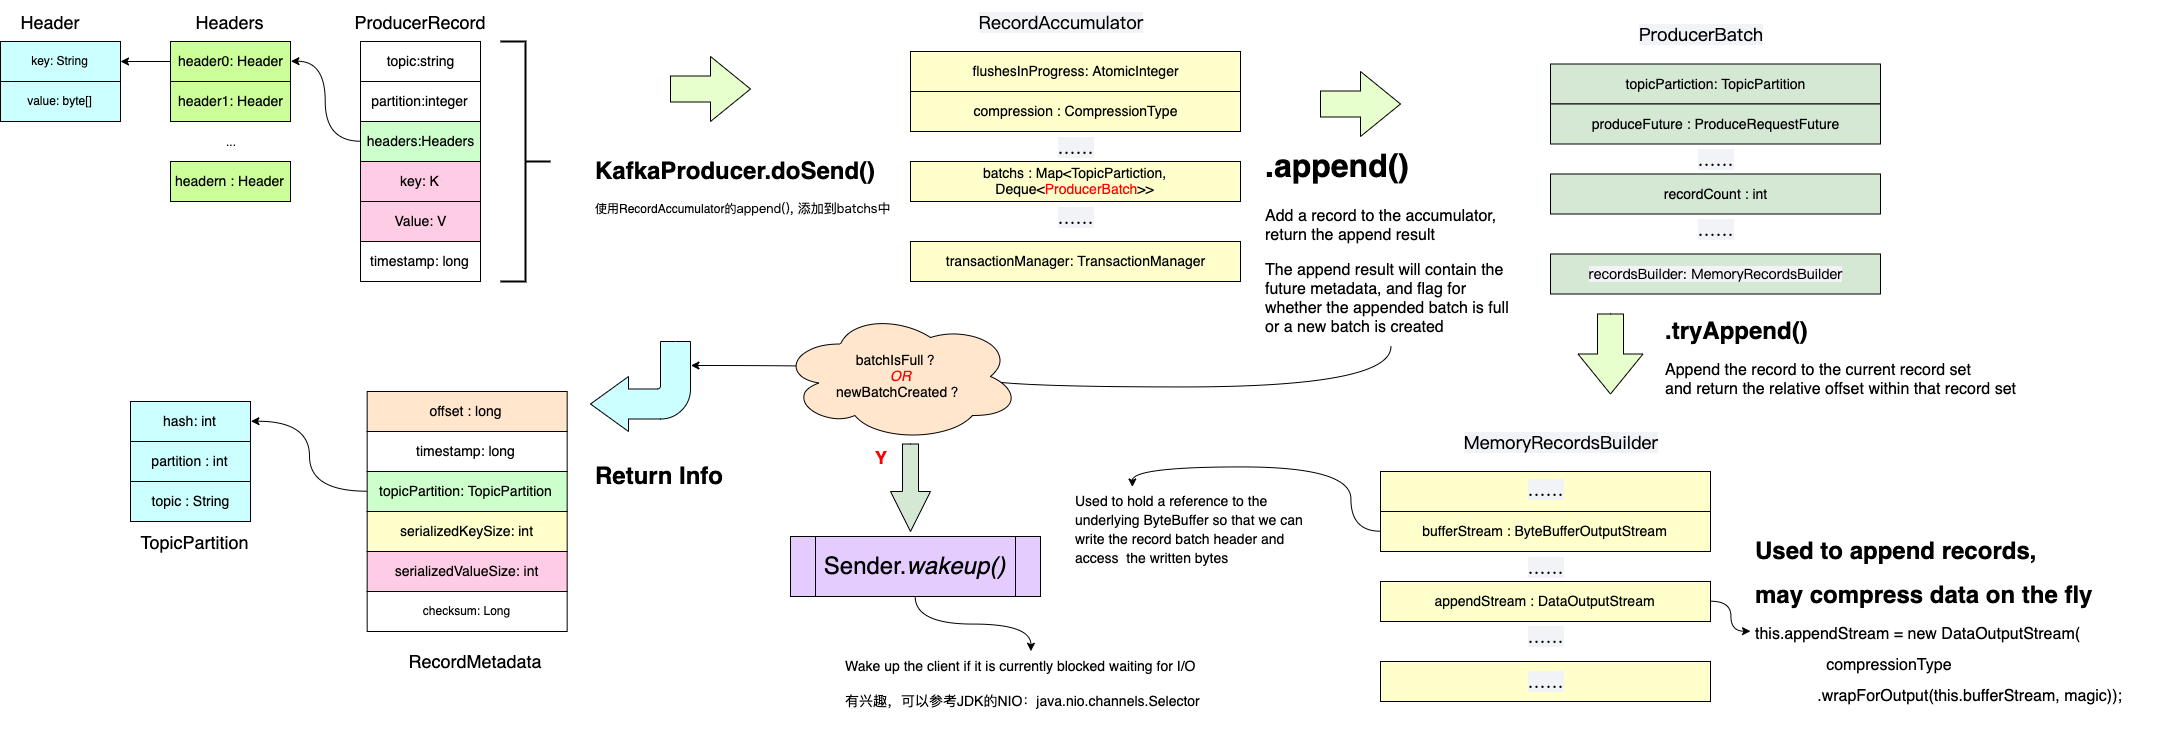 Header
key: String
value: byte[]
Headers
header0: Header
header1: Header
...
headern : Header
ProducerRecord
topic:string
partition:integer
headers:Headers
key: K
Value: V
timestamp: long
KafkaProducer.doSend()
使用RecordAccumulator的append(), 添加到batchs中
RecordAccumulator
flushesInProgress: AtomicInteger
compression : CompressionType
......
batchs : Map<TopicPartiction,
Deque<ProducerBatch>>
......
transactionManager: TransactionManager
.append()
Add a record to the accumulator,
return the append result
The append result will contain the
future metadata, and flag for
whether the appended batch is full
or a new batch is created
ProducerBatch
topicPartiction: TopicPartition
produceFuture : ProduceRequestFuture
......
recordCount : int
......
recordsBuilder: MemoryRecordsBuilder
.tryAppend()
Append the record to the current record set
and return the relative offset within that record set
batchIsFull ?
OR
newBatchCreated ?
Y
Sender.wakeup()
Wake up the client if it is currently blocked waiting for I/O
有兴趣，可以参考JDK的NIO：java.nio.channels.Selector
Return Info
offset : long
timestamp: long
topicPartition: TopicPartition
serializedKeySize: int
serializedValueSize: int
checksum: Long
RecordMetadata
hash: int
partition : int
topic : String
TopicPartition
MemoryRecordsBuilder
......
bufferStream : ByteBufferOutputStream
......
appendStream : DataOutputStream
......
......
Used to hold a reference to the
underlying ByteBuffer so that we can
write the record batch header and
access  the written bytes
Used to append records,
may compress data on the fly
this.appendStream = new DataOutputStream(
compressionType
.wrapForOutput(this.bufferStream, magic));